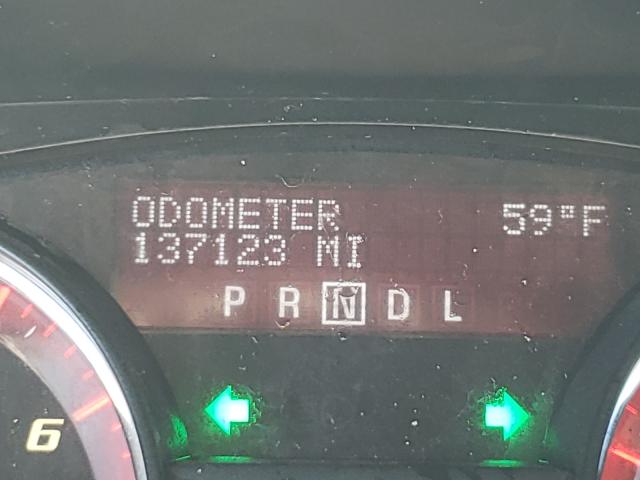 ODOMETER 59°F
137123 MI
P R N D L
6